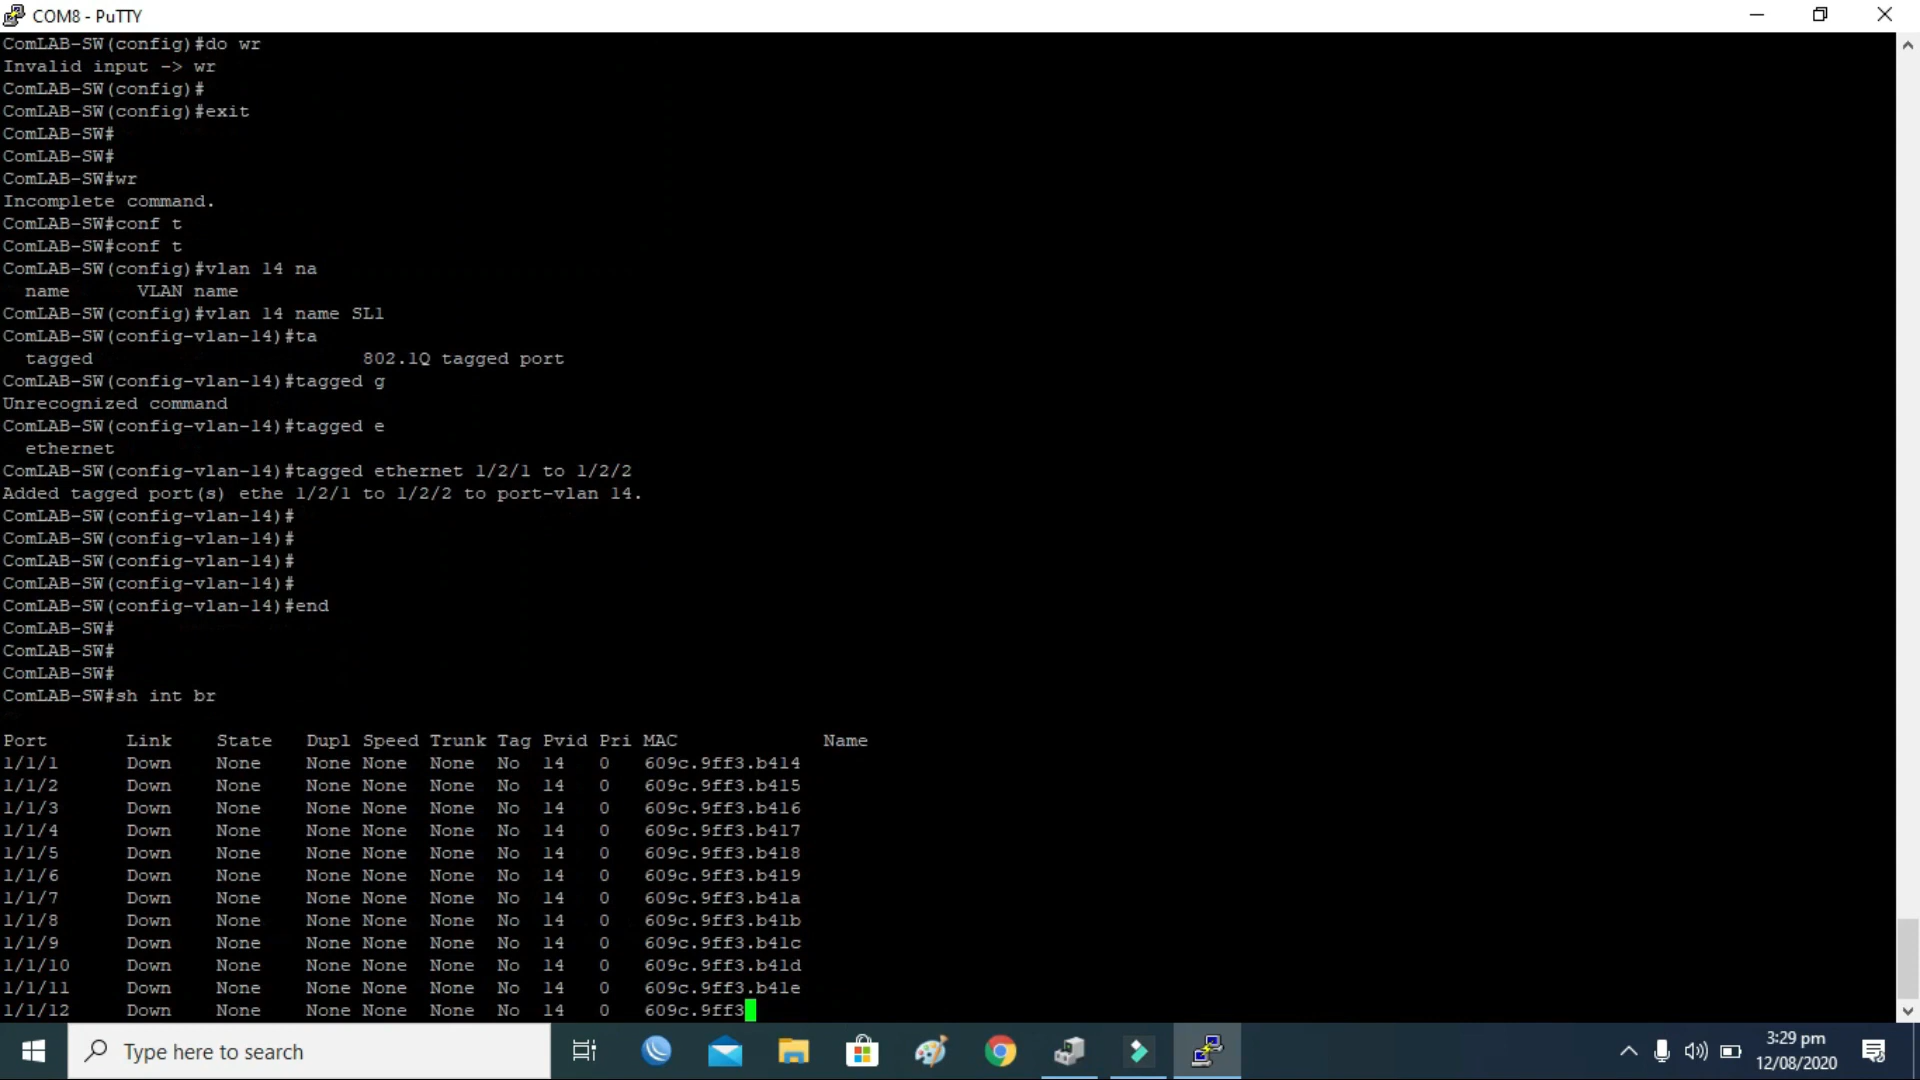 COM8 - PuTTY
ComLAB-SW(config)#do wr
Invalid input -> wr
ComLAB-SW(config)#
ComLAB-SW(config)#exit
ComLAB-SW#
ComLAB-SW#
ComLAB-SW#wr
Incomplete command.
ComLAB-SW#conf t
ComLAB-SW#conf t
ComLAB-SW(config)#vlan 14 na
name VLAN name
ComLAB-SW(config)#vlan 14 name SL1
ComLAB-SW(config-vlan-14)#ta
tagged 802.1Q tagged port
ComLAB-SW(config-vlan-14)#tagged g
Unrecognized command
ComLAB-SW(config-vlan-14)#tagged e
ethernet
ComLAB-SW(config-vlan-14)#tagged ethernet 1/2/1 to 1/2/2
Added tagged port(s) ethe 1/2/1 to 1/2/2 to port-vlan 14.
ComLAB-SW(config-vlan-14)#
ComLAB-SW(config-vlan-14)#
ComLAB-SW(config-vlan-14)#
ComLAB-SW(config-vlan-14)#
ComLAB-SW(config-vlan-14)#end
ComLAB-SW#
ComLAB-SW#
ComLAB-SW#
ComLAB-SW#sh int br
Port Link State Dupl Speed Trunk Tag Pvid Pri MAC Name
1/1/1 Down None None None None No 14 0 609c.9ff3.b414
1/1/2 Down None None None None No 14 0 609c.9ff3.b415
1/1/3 Down None None None None No 14 0 609c.9ff3.b416
1/1/4 Down None None None None No 14 0 609c.9ff3.b417
1/1/5 Down None None None None No 14 0 609c.9ff3.b418
1/1/6 Down None None None None No 14 0 609c.9ff3.b419
1/1/7 Down None None None None No 14 0 609c.9ff3.b41a
1/1/8 Down None None None None No 14 0 609c.9ff3.b41b
1/1/9 Down None None None None No 14 0 609c.9ff3.b41c
1/1/10 Down None None None None No 14 0 609c.9ff3.b41d
1/1/11 Down None None None None No 14 0 609c.9ff3.b41e
1/1/12 Down None None None None No 14 0 609c.9ff3
Type here to search
3:29 pm
12/08/2020